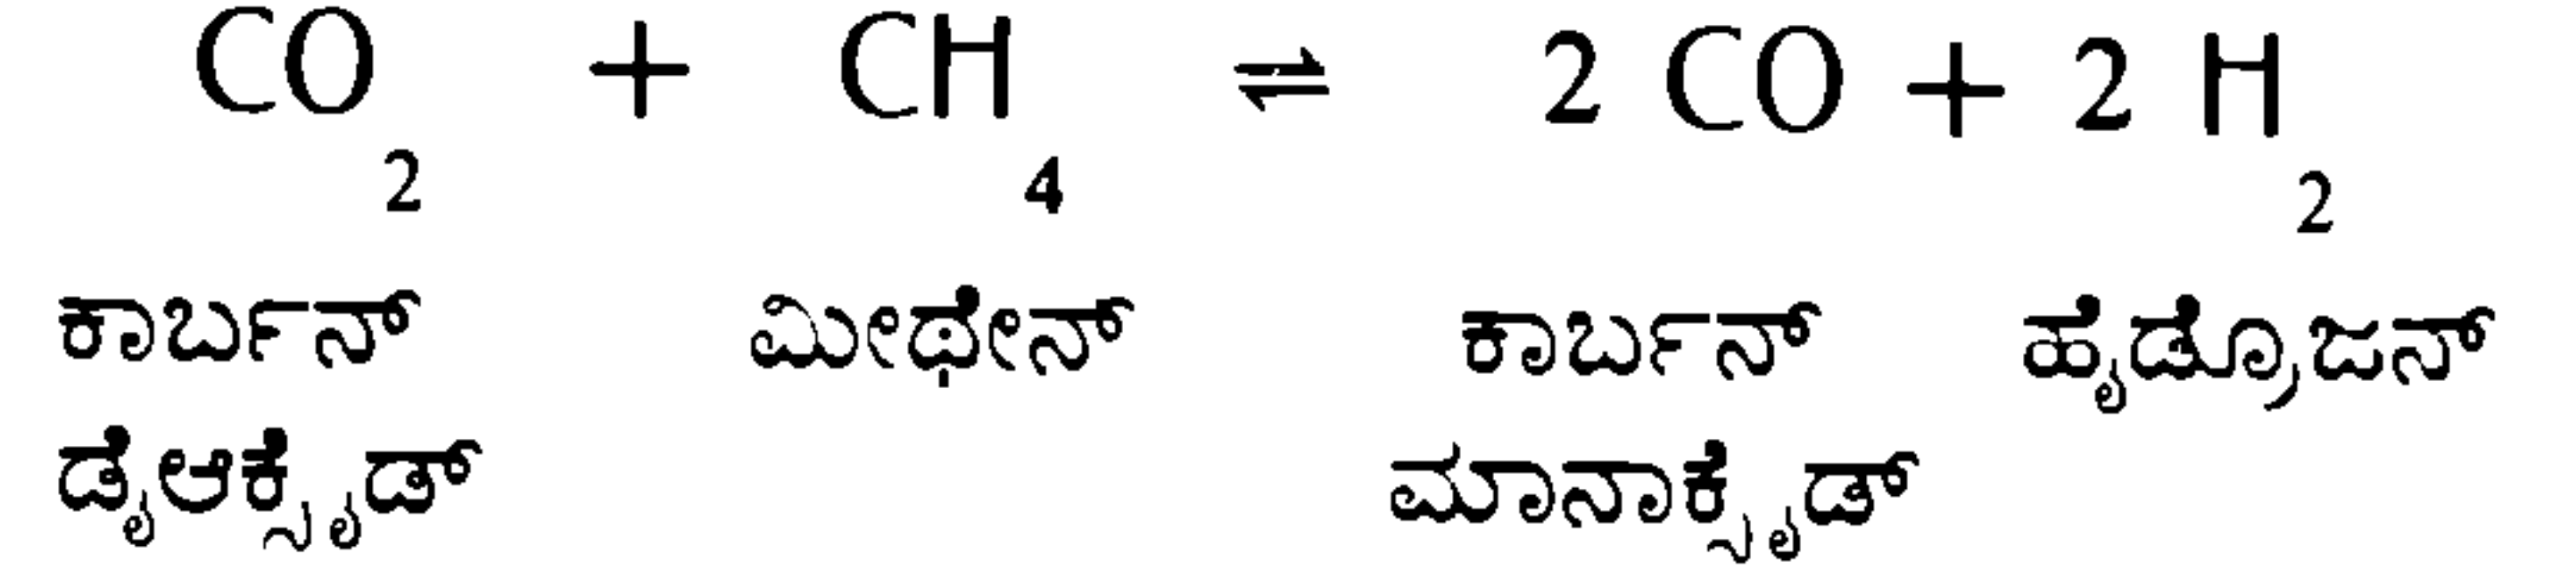 CO₂ + CH₄ ⇌ 2 CO + 2 H₂
ಕಾರ್ಬನ್ ಮೀಥೇನ್ ಕಾರ್ಬನ್ ಹೈಡ್ರೊಜನ್
ಡೈಆಕ್ಸೈಡ್ ಮಾನಾಕ್ಸೈಡ್